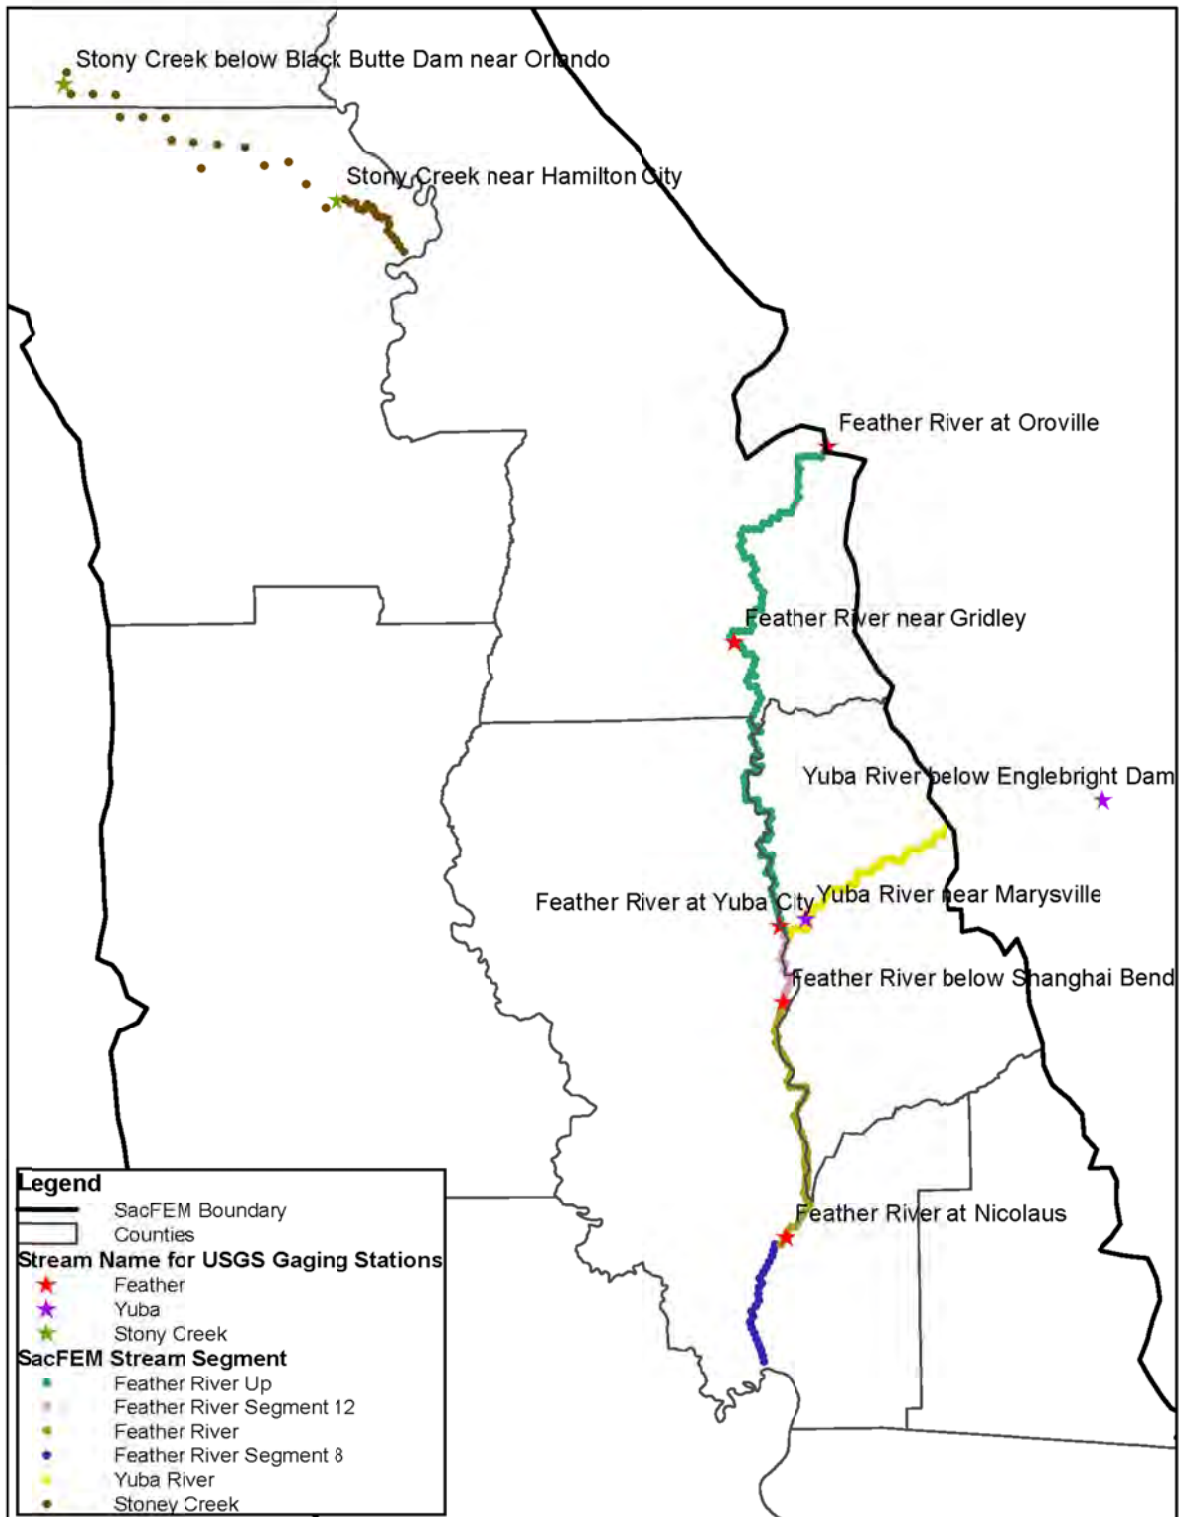 Stony Creek below Black Butte Dam near Orlando
Stony Creek near Hamilton City
Feather River at Oroville
Feather River near Gridley
Yuba River below Englebright Dam
Yuba River near Marysville
Feather River at Yuba City
Feather River below Shanghai Bend
Feather River at Nicolaus
Legend
SacFEM Boundary
Counties
Stream Name for USGS Gaging Stations
Feather
Yuba
Stony Creek
SacFEM Stream Segment
Feather River Up
Feather River Segment 12
Feather River
Feather River Segment 8
Yuba River
Stoney Creek